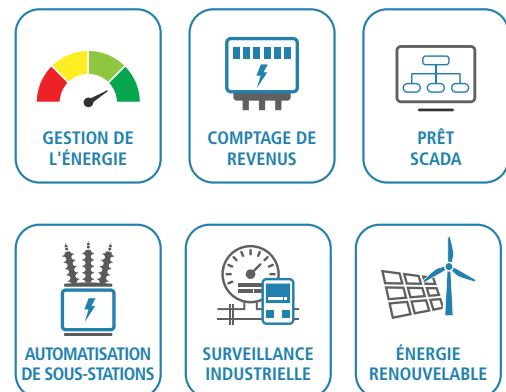 GESTION DE
L'ÉNERGIE
COMPTAGE DE
REVENUS
PRÊT
SCADA
AUTOMATISATION
DE SOUS-STATIONS
SURVEILLANCE
INDUSTRIELLE
ÉNERGIE
RENOUVELABLE